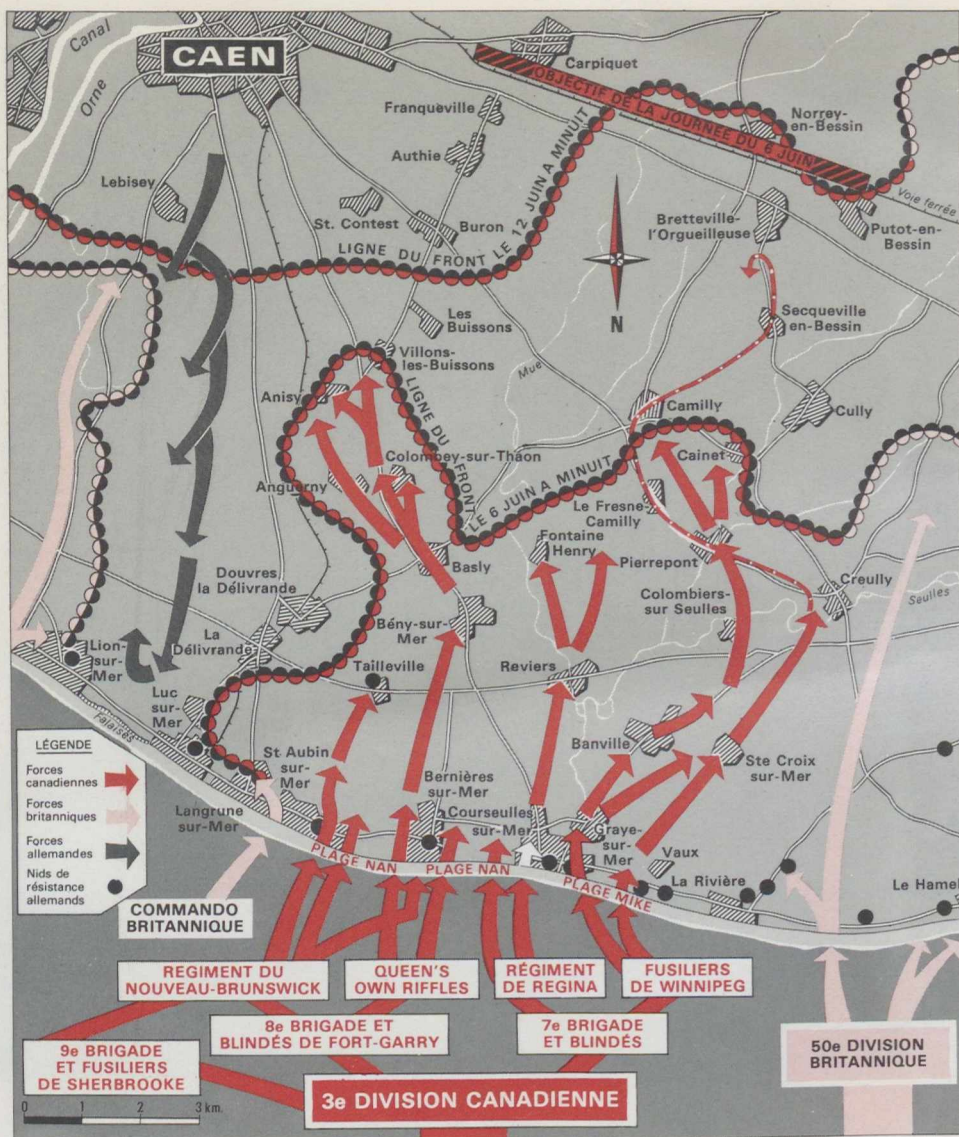 Canal
Orne
CAEN
Carpiquet
OBJECTIF DE LA JOURNÉE DU 6 JUIN
Franqueville
Norrey-
en-Bessin
Authie
Lebisey
St. Contest
Buron
Voie ferrée
Bretteville-
l'Orgueilleuse
Putot-en-
Bessin
LIGNE DU FRONT LE 12 JUIN A MINUIT
N
Les
Buissons
Secqueville
en-Bessin
Villons-
les-Buissons
Mue
Anisy
LIGNE DU FRONT
LE 6 JUIN A MINUIT
Camilly
Cully
Colombey-sur-Thaon
Cainet
Anguerny
Le Fresne-
Camilly
Fontaine
Henry
Pierrepont
Basly
Creully
Seulles
Douvres
la Délivrande
Colombiers-
sur Seulles
Bény-sur-
Mer
La
Délivrande
Lion-
sur-Mer
Tailleville
Reviers
Luc
sur-
Mer
Falaises
Banville
Ste Croix
sur-Mer
St Aubin
sur-
Mer
Bernières
sur-Mer
Langrune
sur-Mer
Courseulles
sur-Mer
Graye-
sur-
Mer
Vaux
La Rivière
Le Hamel
PLAGE NAN
PLAGE NAN
PLAGE MIKE
LÉGENDE
Forces
canadiennes
Forces
britanniques
Forces
allemandes
Nids de
résistance
allemands
COMMANDO
BRITANNIQUE
REGIMENT DU
NOUVEAU-BRUNSWICK
QUEEN'S
OWN RIFFLES
RÉGIMENT
DE REGINA
FUSILIERS
DE WINNIPEG
8e BRIGADE ET
BLINDÉS DE FORT-GARRY
7e BRIGADE
ET BLINDÉS
50e DIVISION
BRITANNIQUE
9e BRIGADE
ET FUSILIERS
DE SHERBROOKE
3e DIVISION CANADIENNE
0 1 2 3 km.